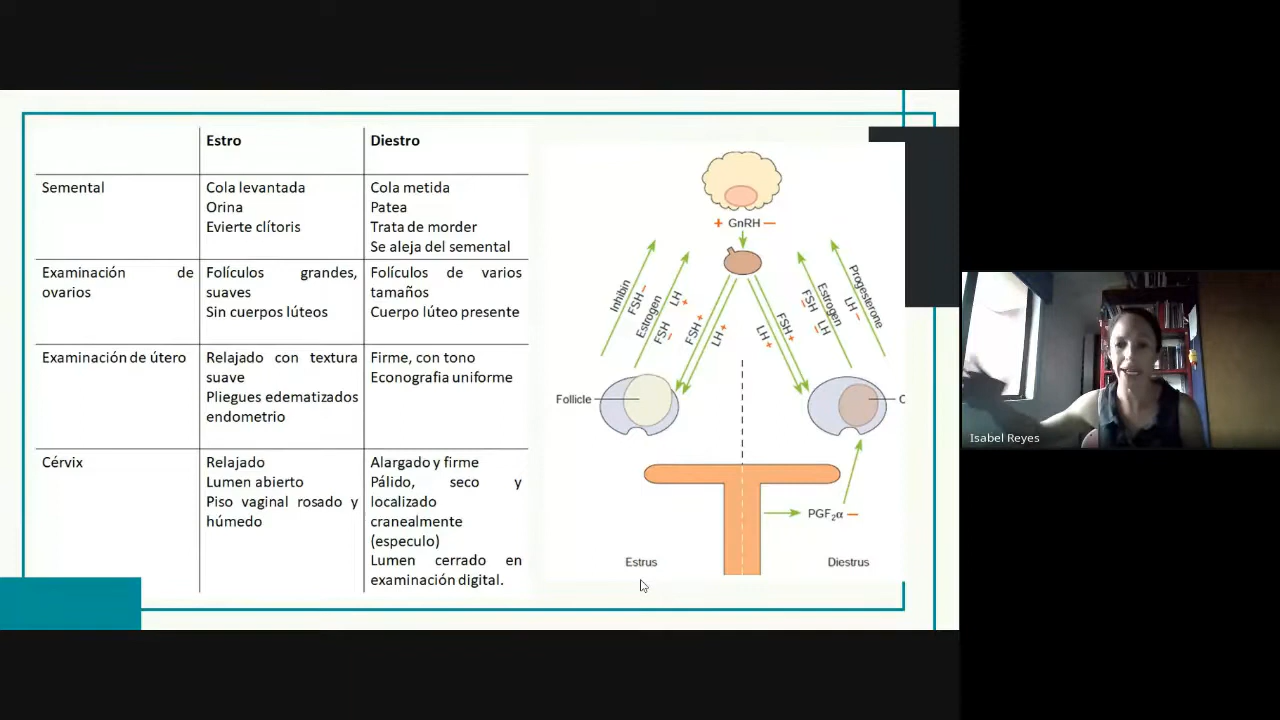 Estro
Diestro
Semental
Cola levantada
Orina
Evierte clítoris
Cola metida
Patea
Trata de morder
Se aleja del semental
Examinación de
ovarios
Folículos grandes,
suaves
Sin cuerpos lúteos
Folículos de varios
tamaños
Cuerpo lúteo presente
Examinación de útero
Relajado con textura
suave
Pliegues edematizados
endometrio
Firme, con tono
Econografia uniforme
Cérvix
Relajado
Lumen abierto
Piso vaginal rosado y
húmedo
Alargado y firme
Pálido, seco y
localizado
cranealmente
(especulo)
Lumen cerrado en
examinación digital.
+ GnRH −
Inhibin
FSH −
Estrogen
FSH − LH +
FSH +
LH +
FSH +
LH +
Estrogen
FSH − LH −
Progesterone
LH −
Follicle
C
PGF₂α −
Estrus
Diestrus
Isabel Reyes